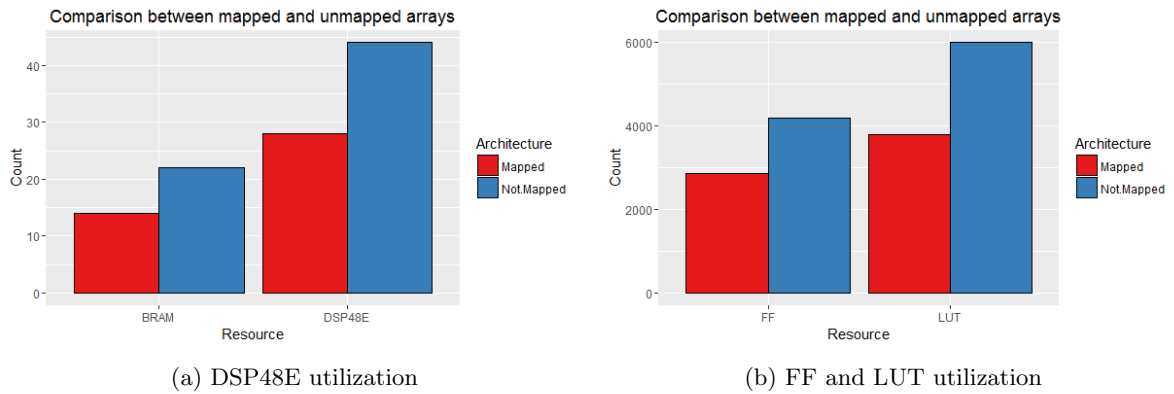 Comparison between mapped and unmapped arrays
Count
40
30
20
10
0
BRAM
DSP48E
Resource
Architecture
Mapped
Not.Mapped
(a) DSP48E utilization
Comparison between mapped and unmapped arrays
Count
6000
4000
2000
0
FF
LUT
Resource
Architecture
Mapped
Not.Mapped
(b) FF and LUT utilization